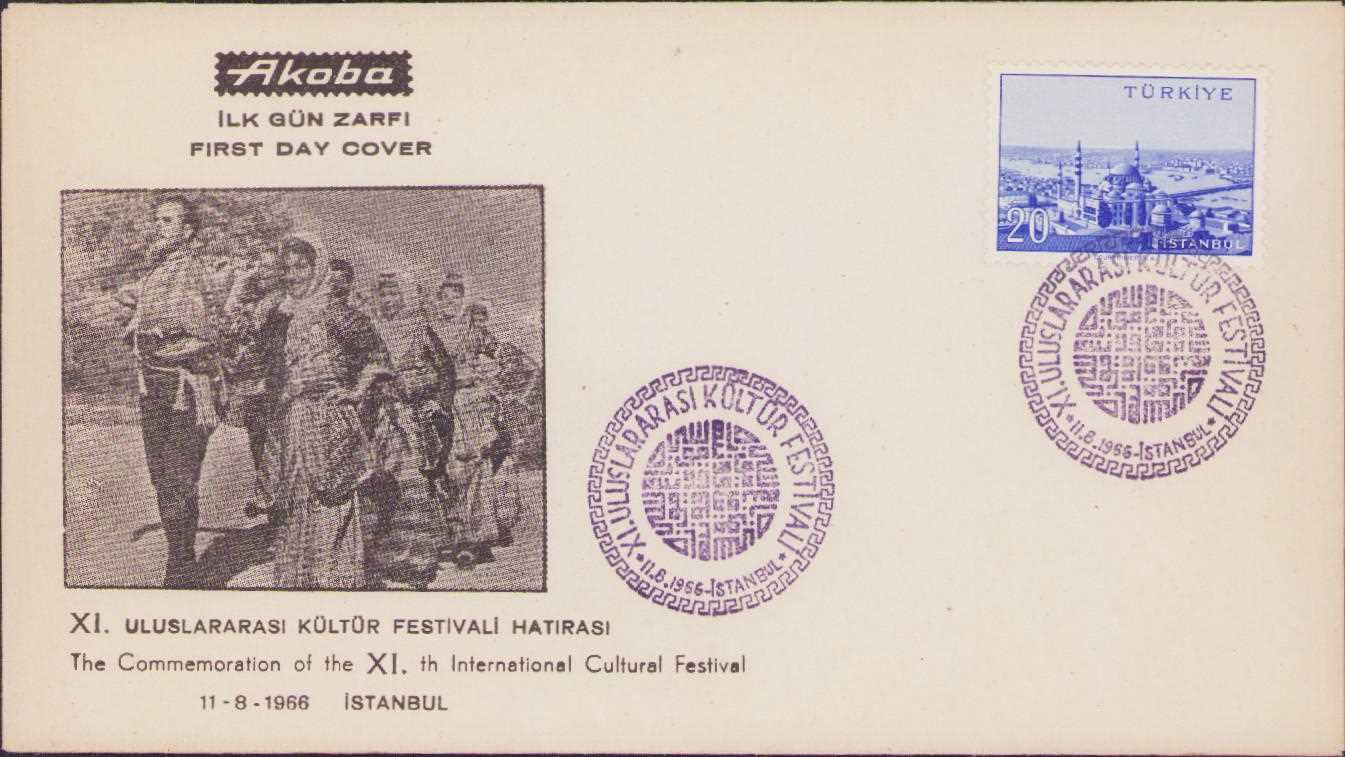 Akoba
İLK GÜN ZARFI
FIRST DAY COVER
TÜRKİYE
20
İSTANBUL
XI. ULUSLARARASI KÜLTÜR FESTİVALİ
* 11.8.1966-İSTANBUL *
XI. ULUSLARARASI KÜLTÜR FESTİVALİ
* 11.8.1966-İSTANBUL *
XI. ULUSLARARASI KÜLTÜR FESTİVALİ HATIRASI
The Commemoration of the XI. th International Cultural Festival
11-8-1966 İSTANBUL